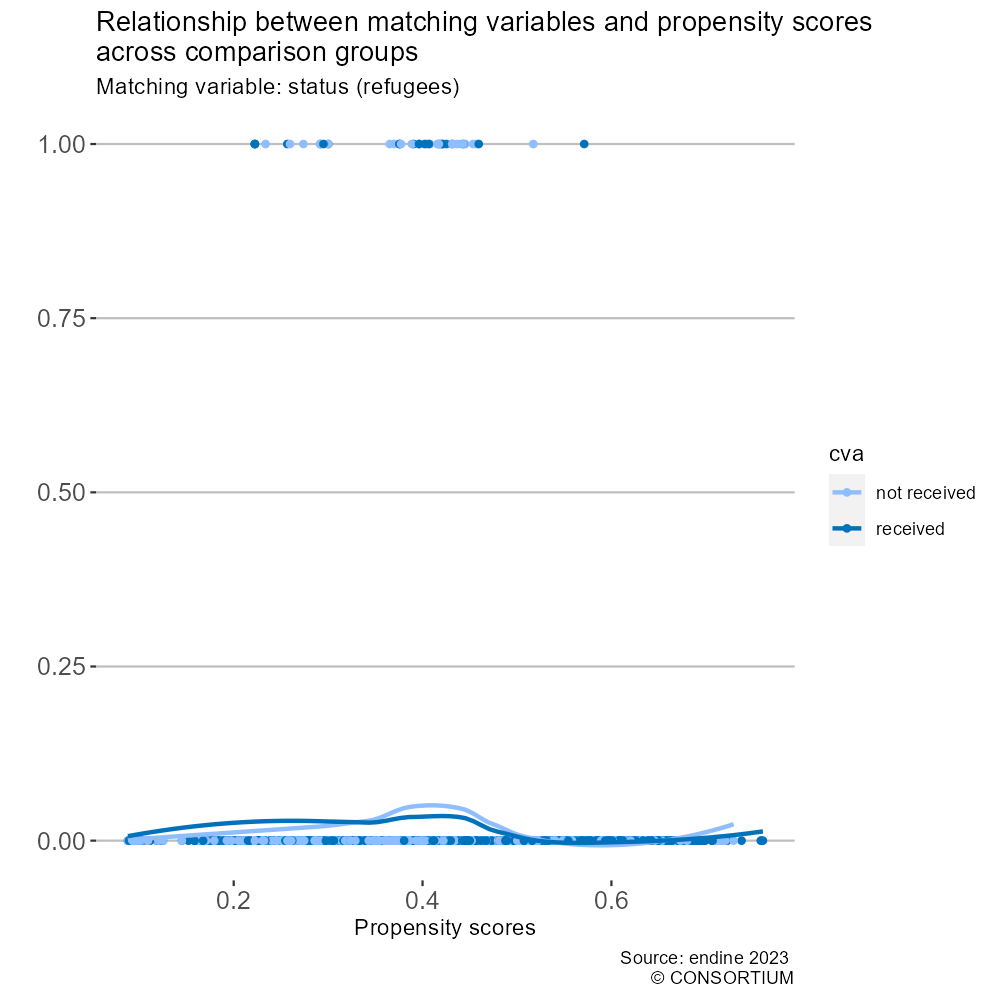 Relationship between matching variables and propensity scores
across comparison groups
Matching variable: status (refugees)
1.00
0.75
0.50
0.25
0.00
0.2 0.4 0.6
Propensity scores
cva
not received
received
Source: endine 2023
© CONSORTIUM